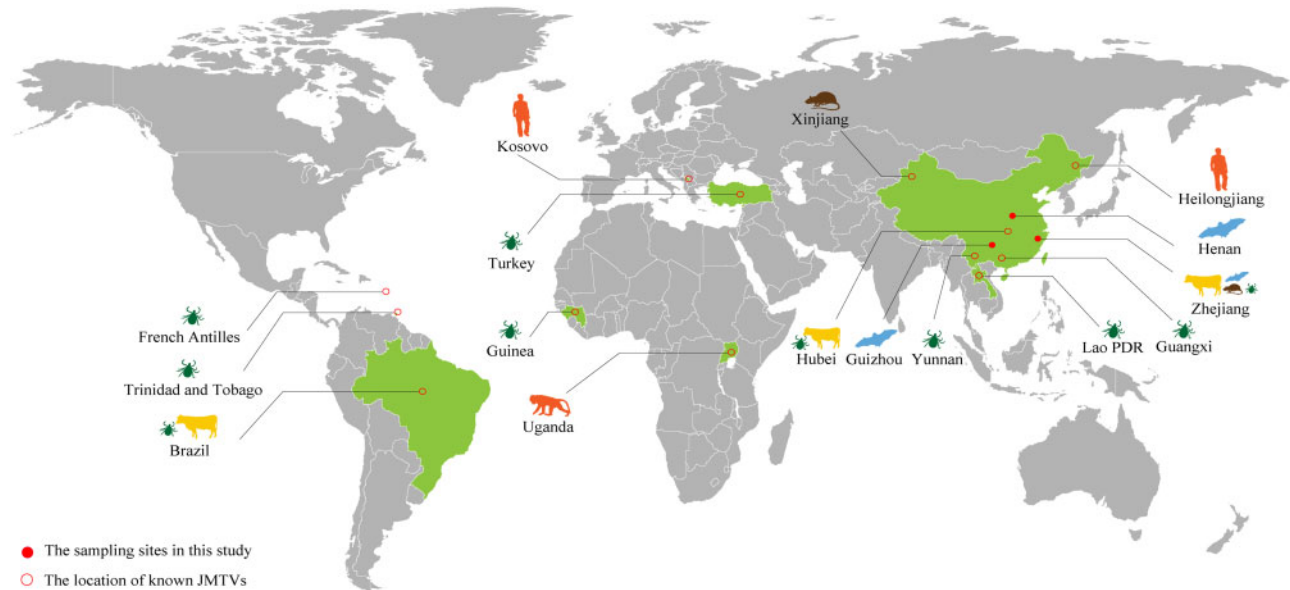 Xinjiang
Kosovo
Heilongjiang
Henan
Turkey
Zhejiang
French Antilles
Guinea
Hubei
Guizhou
Yunnan
Lao PDR
Guangxi
Trinidad and Tobago
Uganda
Brazil
The sampling sites in this study
The location of known JMTVs